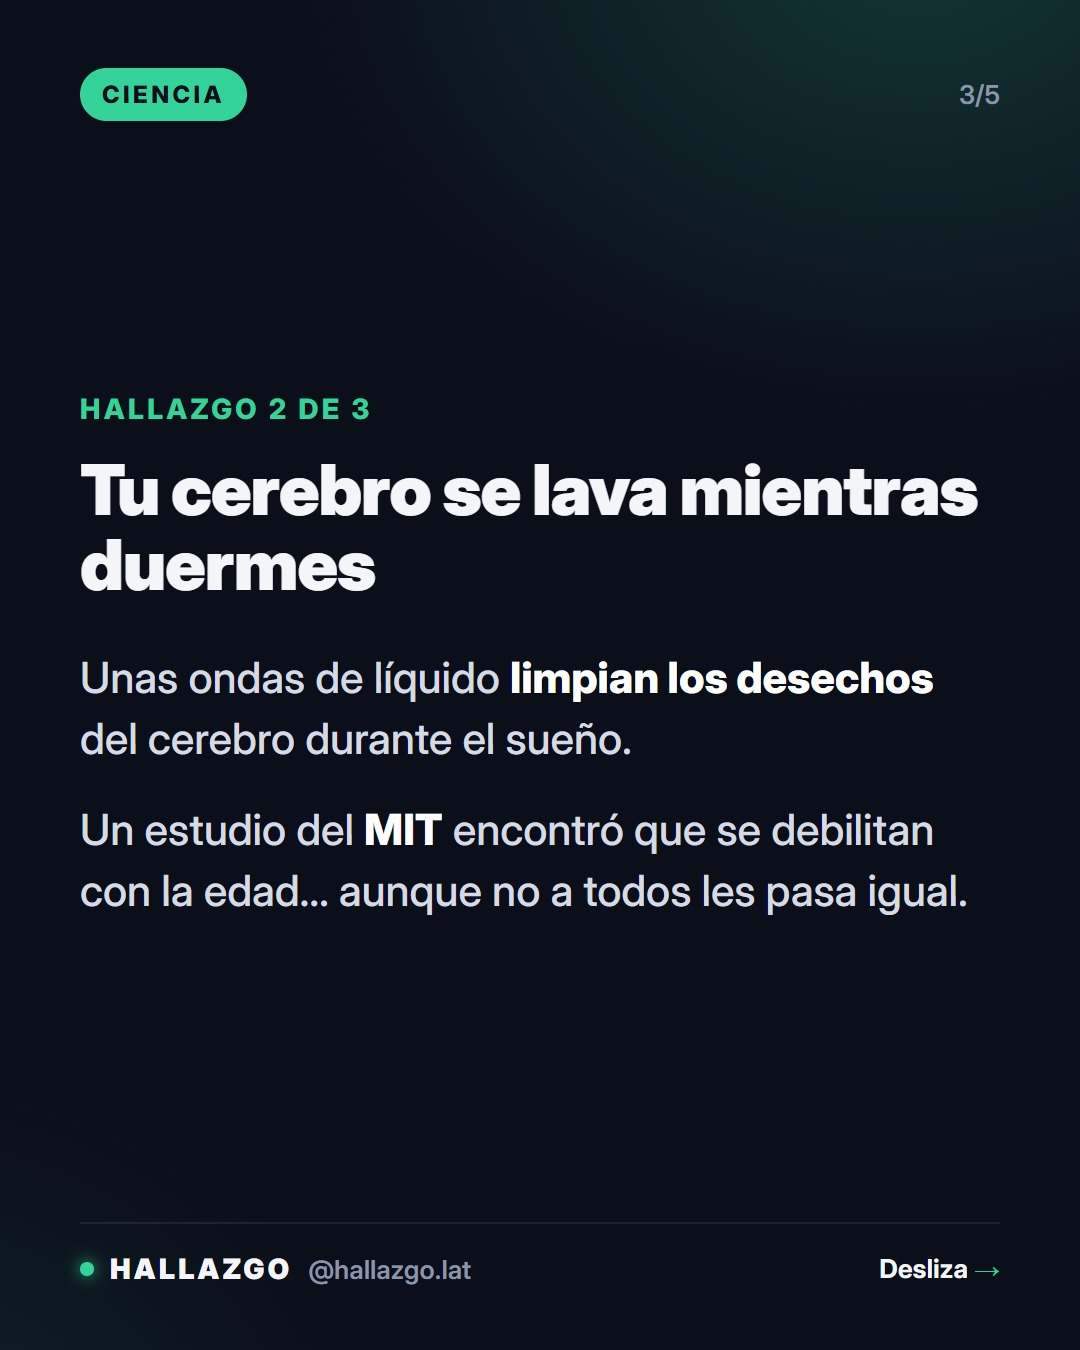 CIENCIA
3/5
HALLAZGO 2 DE 3
Tu cerebro se lava mientras
duermes
Unas ondas de líquido limpian los desechos
del cerebro durante el sueño.
Un estudio del MIT encontró que se debilitan
con la edad... aunque no a todos les pasa igual.
HALLAZGO @hallazgo.lat
Desliza →